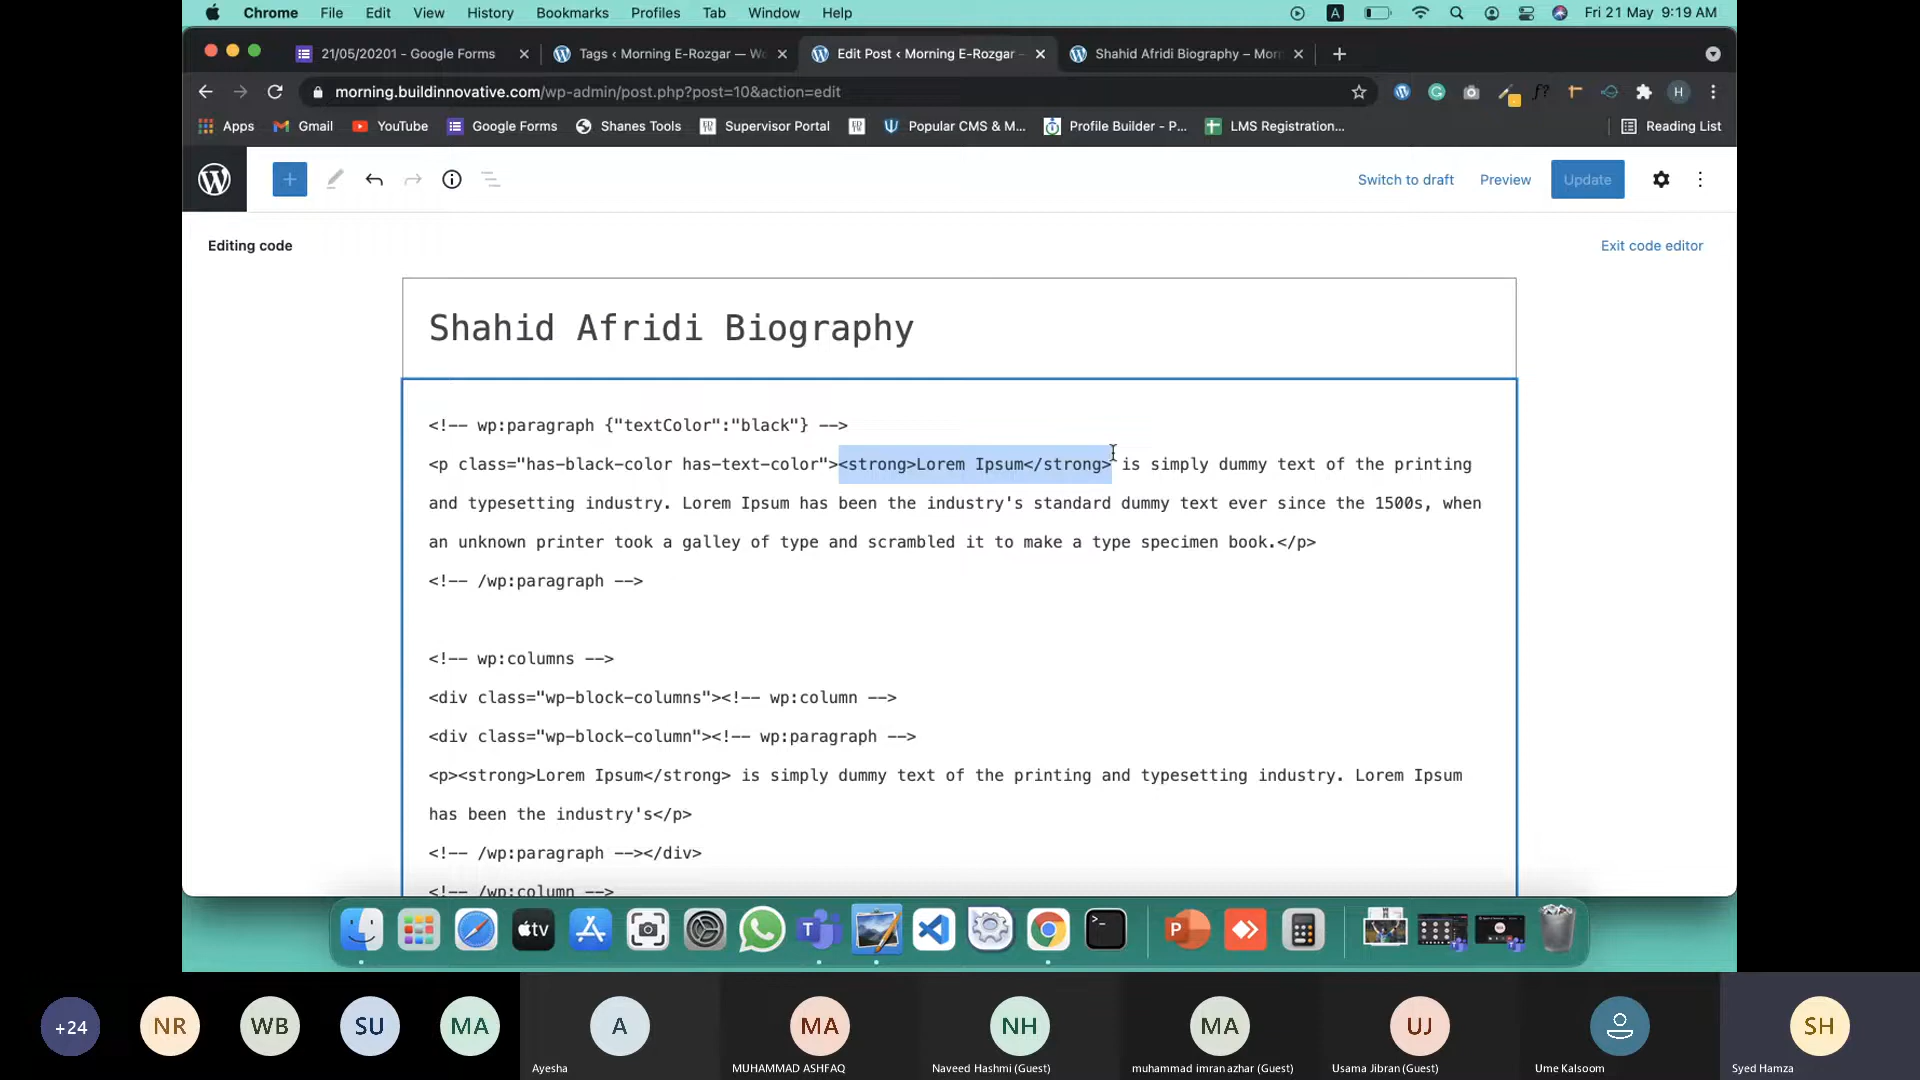 Chrome File Edit View History Bookmarks Profiles Tab Window Help A Fri 21 May 9:19 AM
21/05/20201 - Google Forms Tags ‹ Morning E-Rozgar — Wo Edit Post ‹ Morning E-Rozgar — Shahid Afridi Biography – Morn
morning.buildinnovative.com/wp-admin/post.php?post=10&action=edit f? H
Apps Gmail YouTube Google Forms Shanes Tools Supervisor Portal Popular CMS & M... Profile Builder - P... LMS Registration... Reading List
Switch to draft Preview Update
Editing code Exit code editor
Shahid Afridi Biography
<!-- wp:paragraph {"textColor":"black"} -->
<p class="has-black-color has-text-color"><strong>Lorem Ipsum</strong> is simply dummy text of the printing
and typesetting industry. Lorem Ipsum has been the industry's standard dummy text ever since the 1500s, when
an unknown printer took a galley of type and scrambled it to make a type specimen book.</p>
<!-- /wp:paragraph -->
<!-- wp:columns -->
<div class="wp-block-columns"><!-- wp:column -->
<div class="wp-block-column"><!-- wp:paragraph -->
<p><strong>Lorem Ipsum</strong> is simply dummy text of the printing and typesetting industry. Lorem Ipsum
has been the industry's</p>
<!-- /wp:paragraph --></div>
<!-- /wp:column -->
tv
+24 NR WB SU MA A MA NH MA UJ SH
Ayesha MUHAMMAD ASHFAQ Naveed Hashmi (Guest) muhammad imran azhar (Guest) Usama Jibran (Guest) Ume Kalsoom Syed Hamza